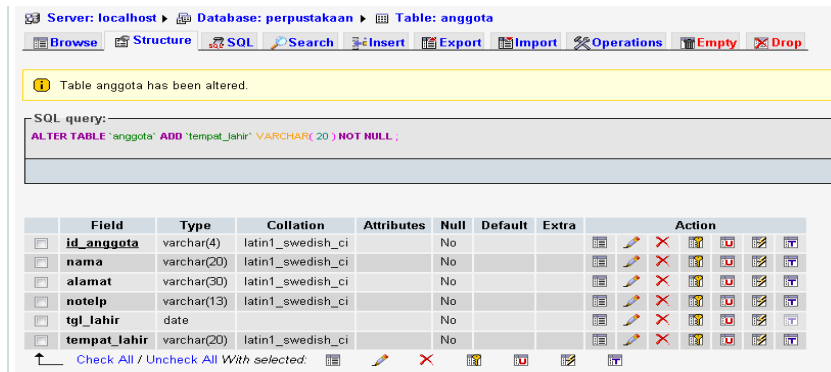 Server: localhost ▸ Database: perpustakaan ▸ Table: anggota
Browse Structure SQL Search Insert Export Import Operations Empty Drop
Table anggota has been altered.
SQL query:
ALTER TABLE `anggota` ADD `tempat_lahir` VARCHAR( 20 ) NOT NULL ;
Field Type Collation Attributes Null Default Extra Action
id_anggota varchar(4) latin1_swedish_ci No
nama varchar(20) latin1_swedish_ci No
alamat varchar(30) latin1_swedish_ci No
notelp varchar(13) latin1_swedish_ci No
tgl_lahir date No
tempat_lahir varchar(20) latin1_swedish_ci No
Check All / Uncheck All With selected: